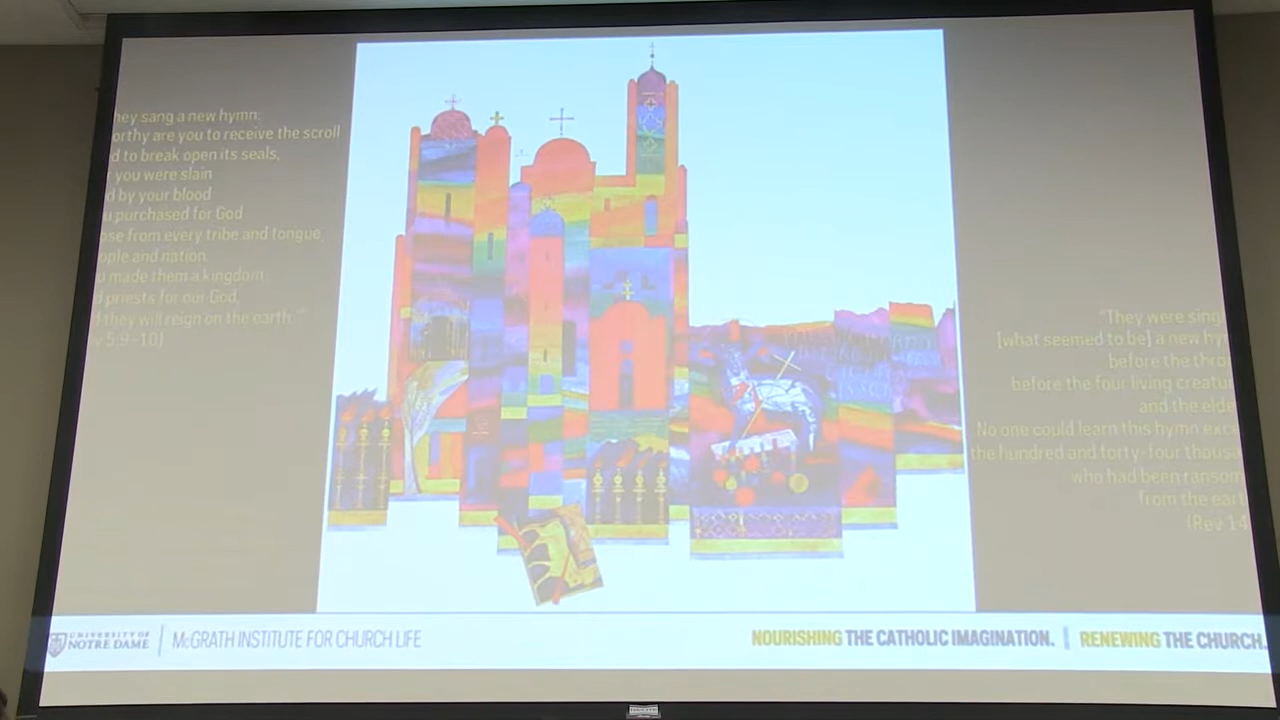 hey sang a new hymn:
orthy are you to receive the scroll
d to break open its seals,
you were slain
d by your blood
u purchased for God
ose from every tribe and tongue,
ople and nation.
u made them a kingdom
d priests for our God,
d they will reign on the earth."
v 5:9-10)
"They were sing
[what seemed to be] a new hy
before the thro
before the four living creatur
and the elde
No one could learn this hymn exce
the hundred and forty-four thousa
who had been ransom
from the eart
(Rev 14
UNIVERSITY OF
NOTRE DAME
McGRATH INSTITUTE FOR CHURCH LIFE
NOURISHING THE CATHOLIC IMAGINATION. | RENEWING THE CHURCH.